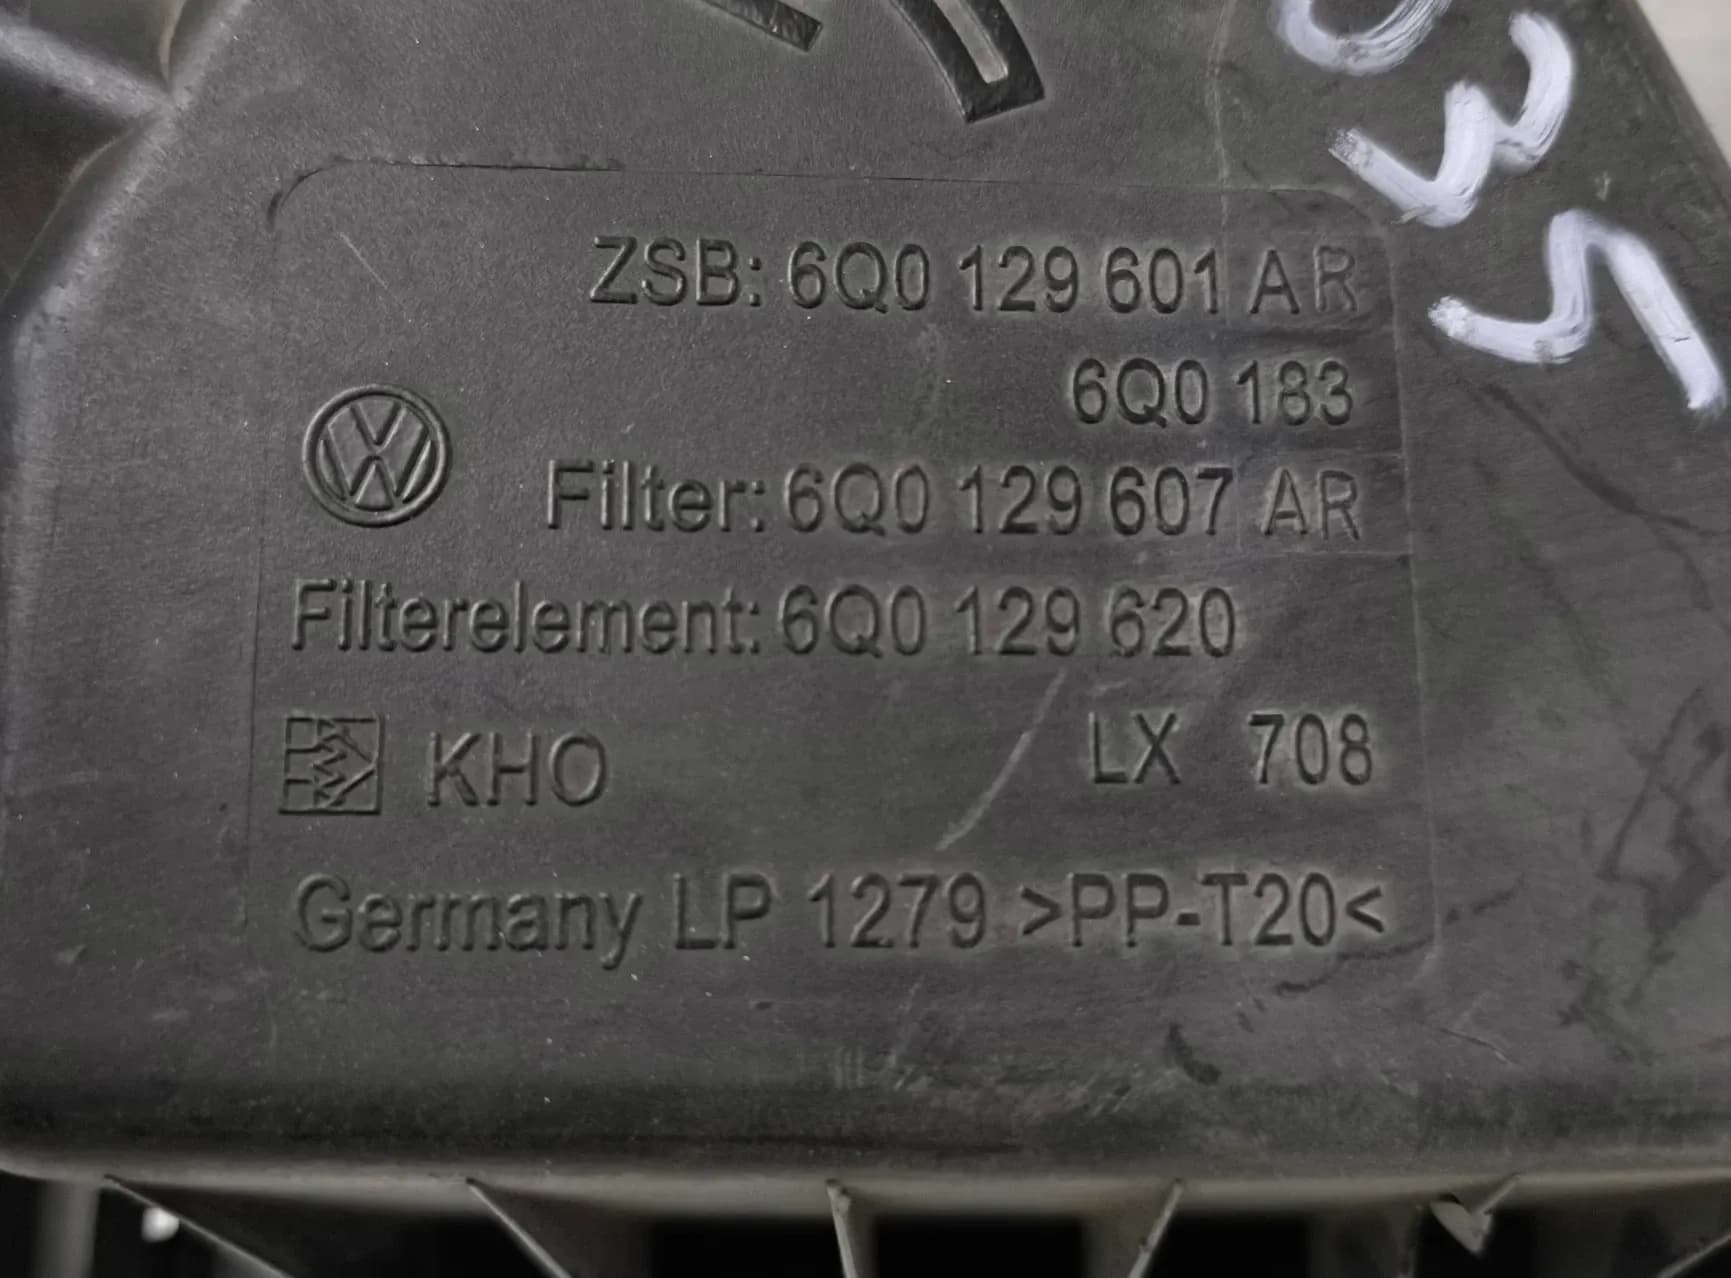 ZSB: 6Q0 129 601 AR
6Q0 183
Filter: 6Q0 129 607 AR
Filterelement: 6Q0 129 620
KHO LX 708
Germany LP 1279 >PP-T20<